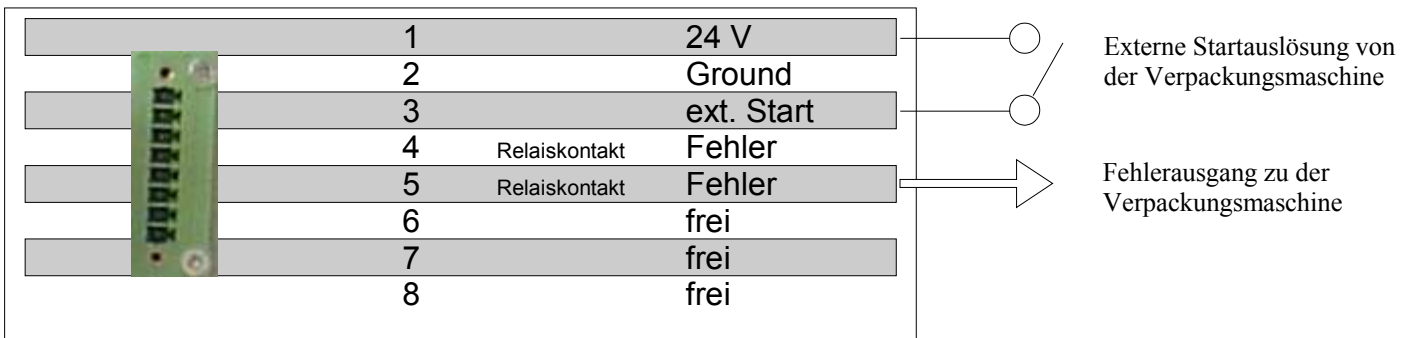 1 24 V
2 Ground
3 ext. Start
4 Relaiskontakt Fehler
5 Relaiskontakt Fehler
6 frei
7 frei
8 frei
Externe Startauslösung von
der Verpackungsmaschine
Fehlerausgang zu der
Verpackungsmaschine